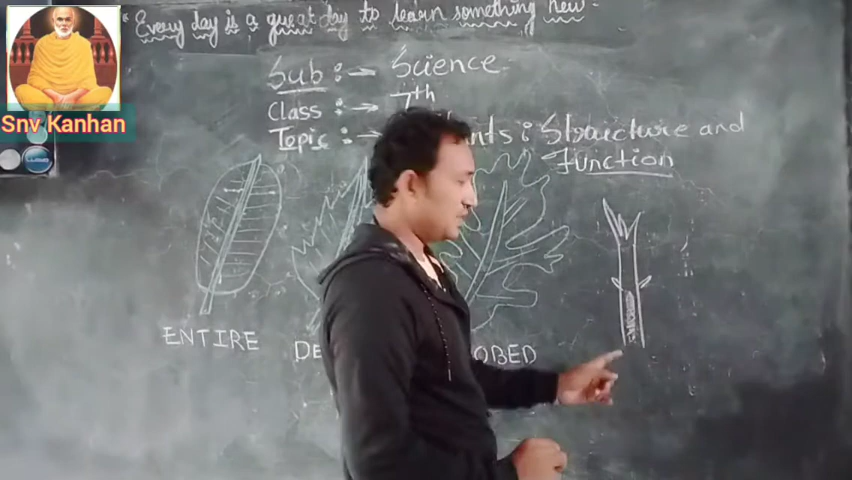 * Every day is a great day to learn something new.
Sub :- Science
Snv Kanhan
Class :→ 7th
Topic :→ : Structure and
Function
ENTIRE